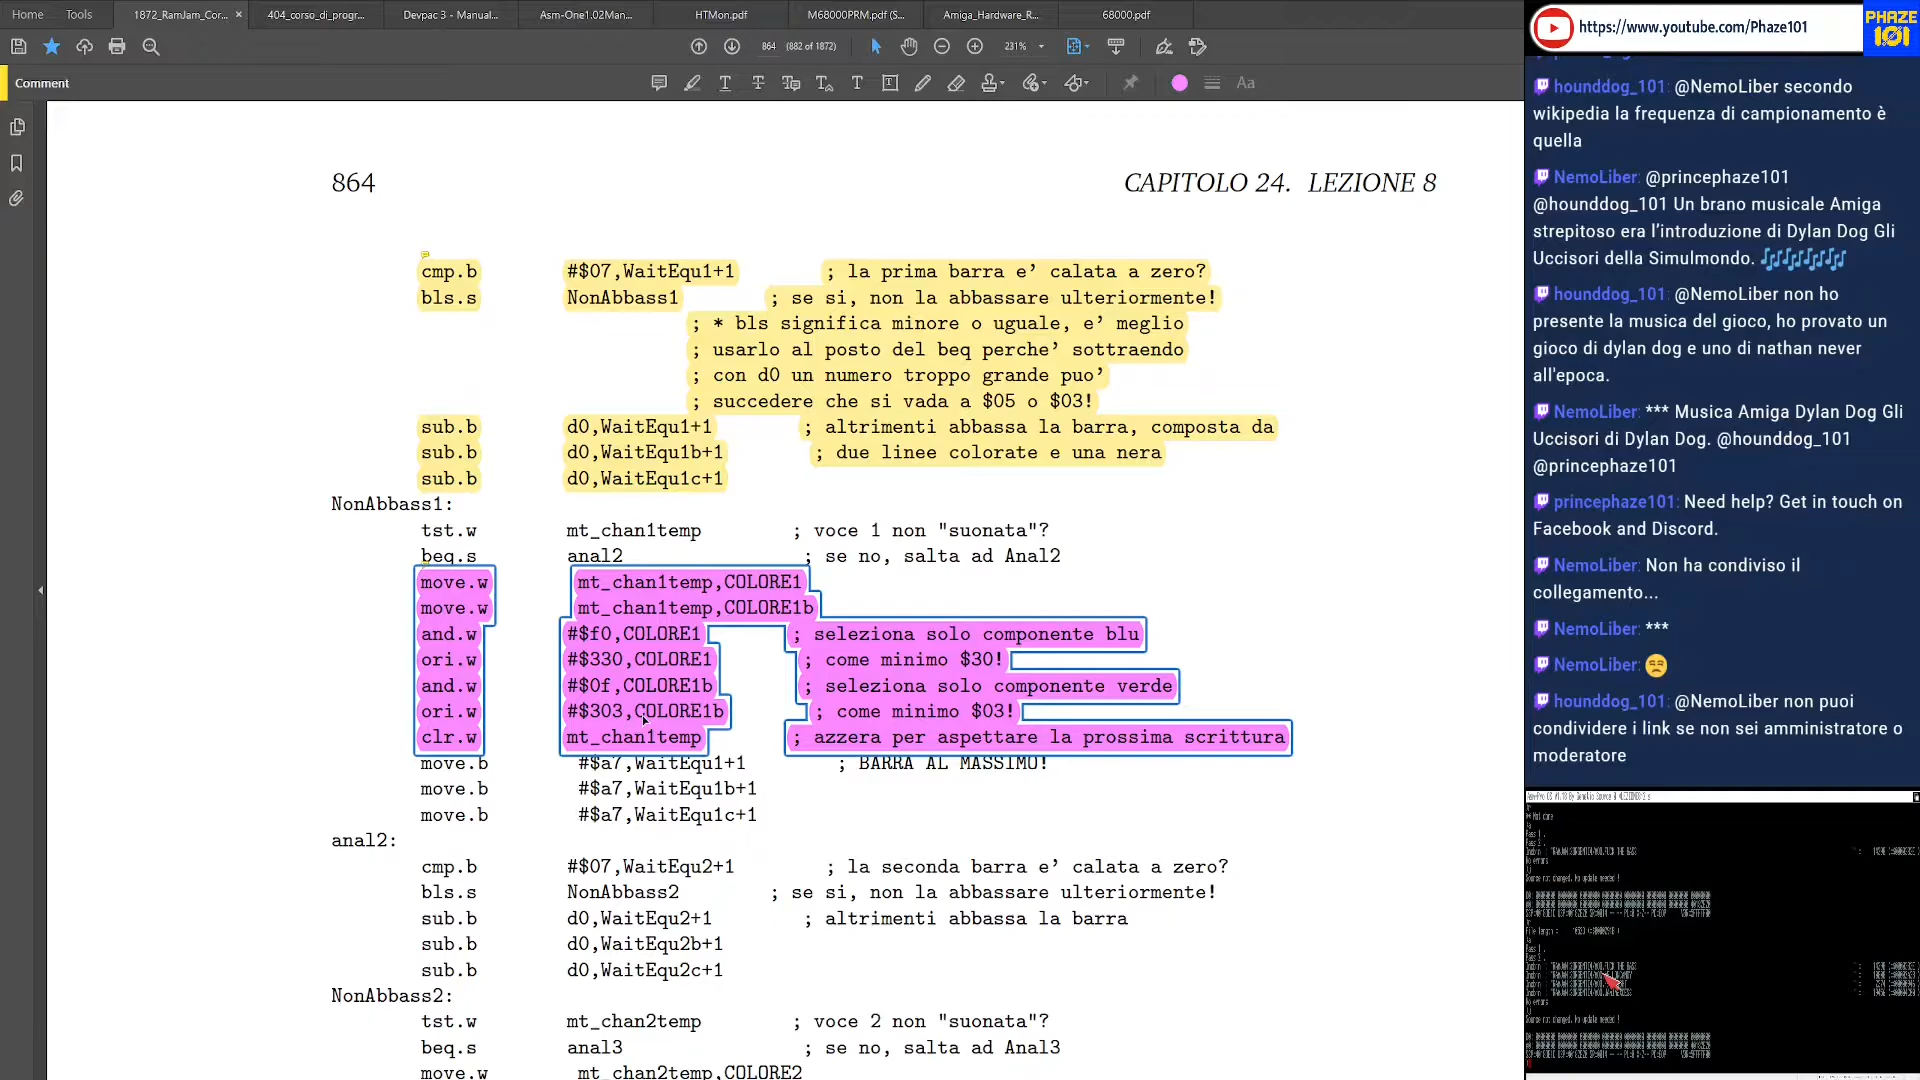 Home
Tools
1872_RamJam_Cor...
404_corso_di_progr...
Devpac 3 - Manual...
Asm-One1.02Man...
HTMon.pdf
M68000PRM.pdf (S...
Amiga_Hardware_R...
68000.pdf
864
(882 of 1872)
231%
Comment
864
CAPITOLO 24. LEZIONE 8
cmp.b #$07,WaitEqu1+1 ; la prima barra e’ calata a zero?
bls.s NonAbbass1 ; se si, non la abbassare ulteriormente!
; * bls significa minore o uguale, e’ meglio
; usarlo al posto del beq perche’ sottraendo
; con d0 un numero troppo grande puo’
; succedere che si vada a $05 o $03!
sub.b d0,WaitEqu1+1 ; altrimenti abbassa la barra, composta da
sub.b d0,WaitEqu1b+1 ; due linee colorate e una nera
sub.b d0,WaitEqu1c+1
NonAbbass1:
tst.w mt_chan1temp ; voce 1 non "suonata"?
beq.s anal2 ; se no, salta ad Anal2
move.w mt_chan1temp,COLORE1
move.w mt_chan1temp,COLORE1b
and.w #$f0,COLORE1 ; seleziona solo componente blu
ori.w #$330,COLORE1 ; come minimo $30!
and.w #$0f,COLORE1b ; seleziona solo componente verde
ori.w #$303,COLORE1b ; come minimo $03!
clr.w mt_chan1temp ; azzera per aspettare la prossima scrittura
move.b #$a7,WaitEqu1+1 ; BARRA AL MASSIMO!
move.b #$a7,WaitEqu1b+1
move.b #$a7,WaitEqu1c+1
anal2:
cmp.b #$07,WaitEqu2+1 ; la seconda barra e’ calata a zero?
bls.s NonAbbass2 ; se si, non la abbassare ulteriormente!
sub.b d0,WaitEqu2+1 ; altrimenti abbassa la barra
sub.b d0,WaitEqu2b+1
sub.b d0,WaitEqu2c+1
NonAbbass2:
tst.w mt_chan2temp ; voce 2 non "suonata"?
beq.s anal3 ; se no, salta ad Anal3
move.w mt_chan2temp,COLORE2
https://www.youtube.com/Phaze101
PHAZE
101
hounddog_101: @NemoLiber secondo
wikipedia la frequenza di campionamento è
quella
NemoLiber: @princephaze101
@hounddog_101 Un brano musicale Amiga
strepitoso era l’introduzione di Dylan Dog Gli
Uccisori della Simulmondo. 🎶🎶🎶🎶
hounddog_101: @NemoLiber non ho
presente la musica del gioco, ho provato un
gioco di dylan dog e uno di nathan never
all'epoca.
NemoLiber: *** Musica Amiga Dylan Dog Gli
Uccisori di Dylan Dog. @hounddog_101
@princephaze101
princephaze101: Need help? Get in touch on
Facebook and Discord.
NemoLiber: Non ha condiviso il
collegamento...
NemoLiber: ***
NemoLiber: 😒
hounddog_101: @NemoLiber non puoi
condividere i link se non sei amministratore o
moderatore